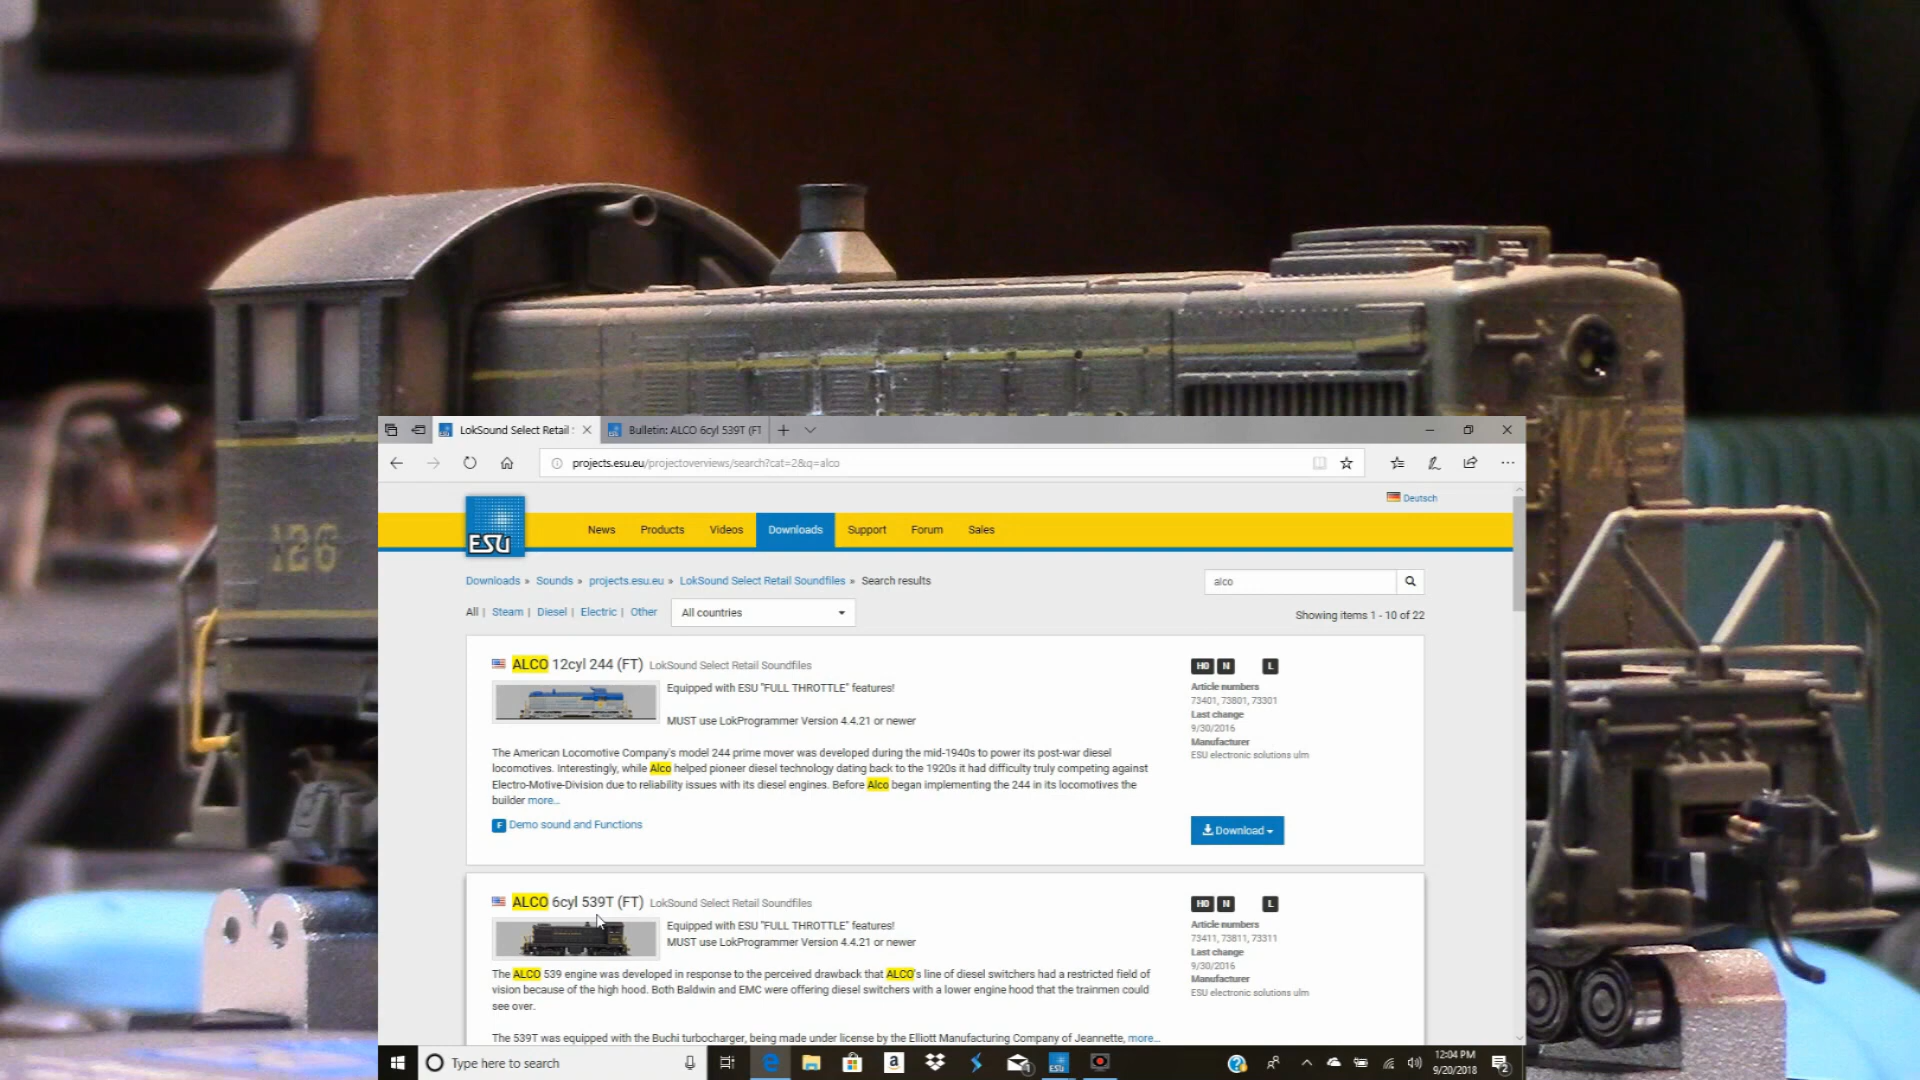 126
LokSound Select Retail :
Bulletin: ALCO 6cyl 539T (FT
projects.esu.eu/projectoverviews/search?cat=2&q=alco
Deutsch
ESU
News Products Videos Downloads Support Forum Sales
Downloads » Sounds » projects.esu.eu » LokSound Select Retail Soundfiles » Search results
alco
All | Steam | Diesel | Electric | Other
All countries
Showing items 1 - 10 of 22
ALCO 12cyl 244 (FT) LokSound Select Retail Soundfiles
Equipped with ESU "FULL THROTTLE" features!
MUST use LokProgrammer Version 4.4.21 or newer
The American Locomotive Company's model 244 prime mover was developed during the mid-1940s to power its post-war diesel
locomotives. Interestingly, while Alco helped pioneer diesel technology dating back to the 1920s it had difficulty truly competing against
Electro-Motive-Division due to reliability issues with its diesel engines. Before Alco began implementing the 244 in its locomotives the
builder more...
F Demo sound and Functions
H0 N L
Article numbers
73401, 73801, 73301
Last change
9/30/2016
Manufacturer
ESU electronic solutions ulm
Download
ALCO 6cyl 539T (FT) LokSound Select Retail Soundfiles
Equipped with ESU "FULL THROTTLE" features!
MUST use LokProgrammer Version 4.4.21 or newer
The ALCO 539 engine was developed in response to the perceived drawback that ALCO's line of diesel switchers had a restricted field of
vision because of the high hood. Both Baldwin and EMC were offering diesel switchers with a lower engine hood that the trainmen could
see over.
The 539T was equipped with the Buchi turbocharger, being made under license by the Elliott Manufacturing Company of Jeannette, more...
H0 N L
Article numbers
73411, 73811, 73311
Last change
9/30/2016
Manufacturer
ESU electronic solutions ulm
Type here to search
12:04 PM
9/20/2018